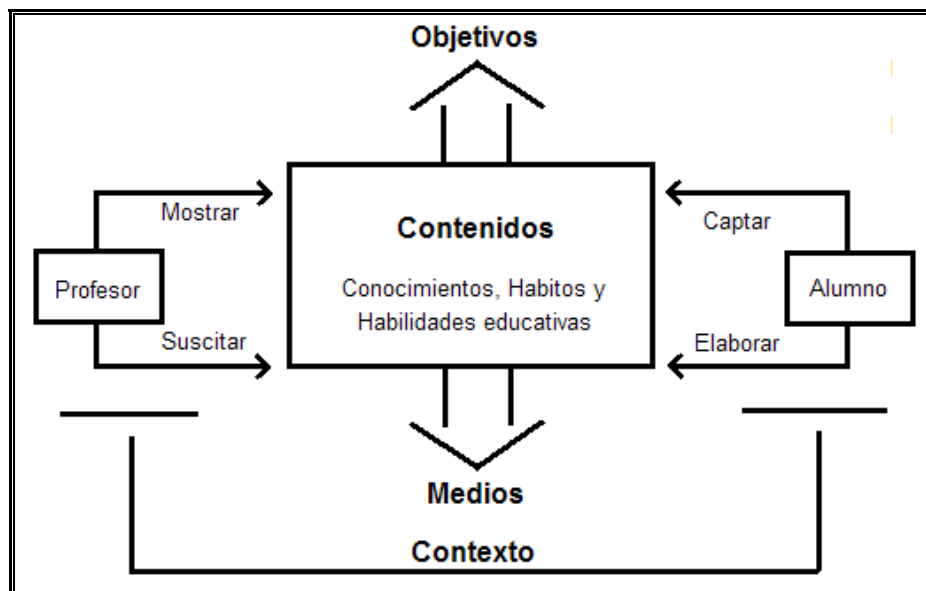 Objetivos
Mostrar
Captar
Contenidos
Profesor
Conocimientos, Habitos y
Habilidades educativas
Alumno
Suscitar
Elaborar
Medios
Contexto